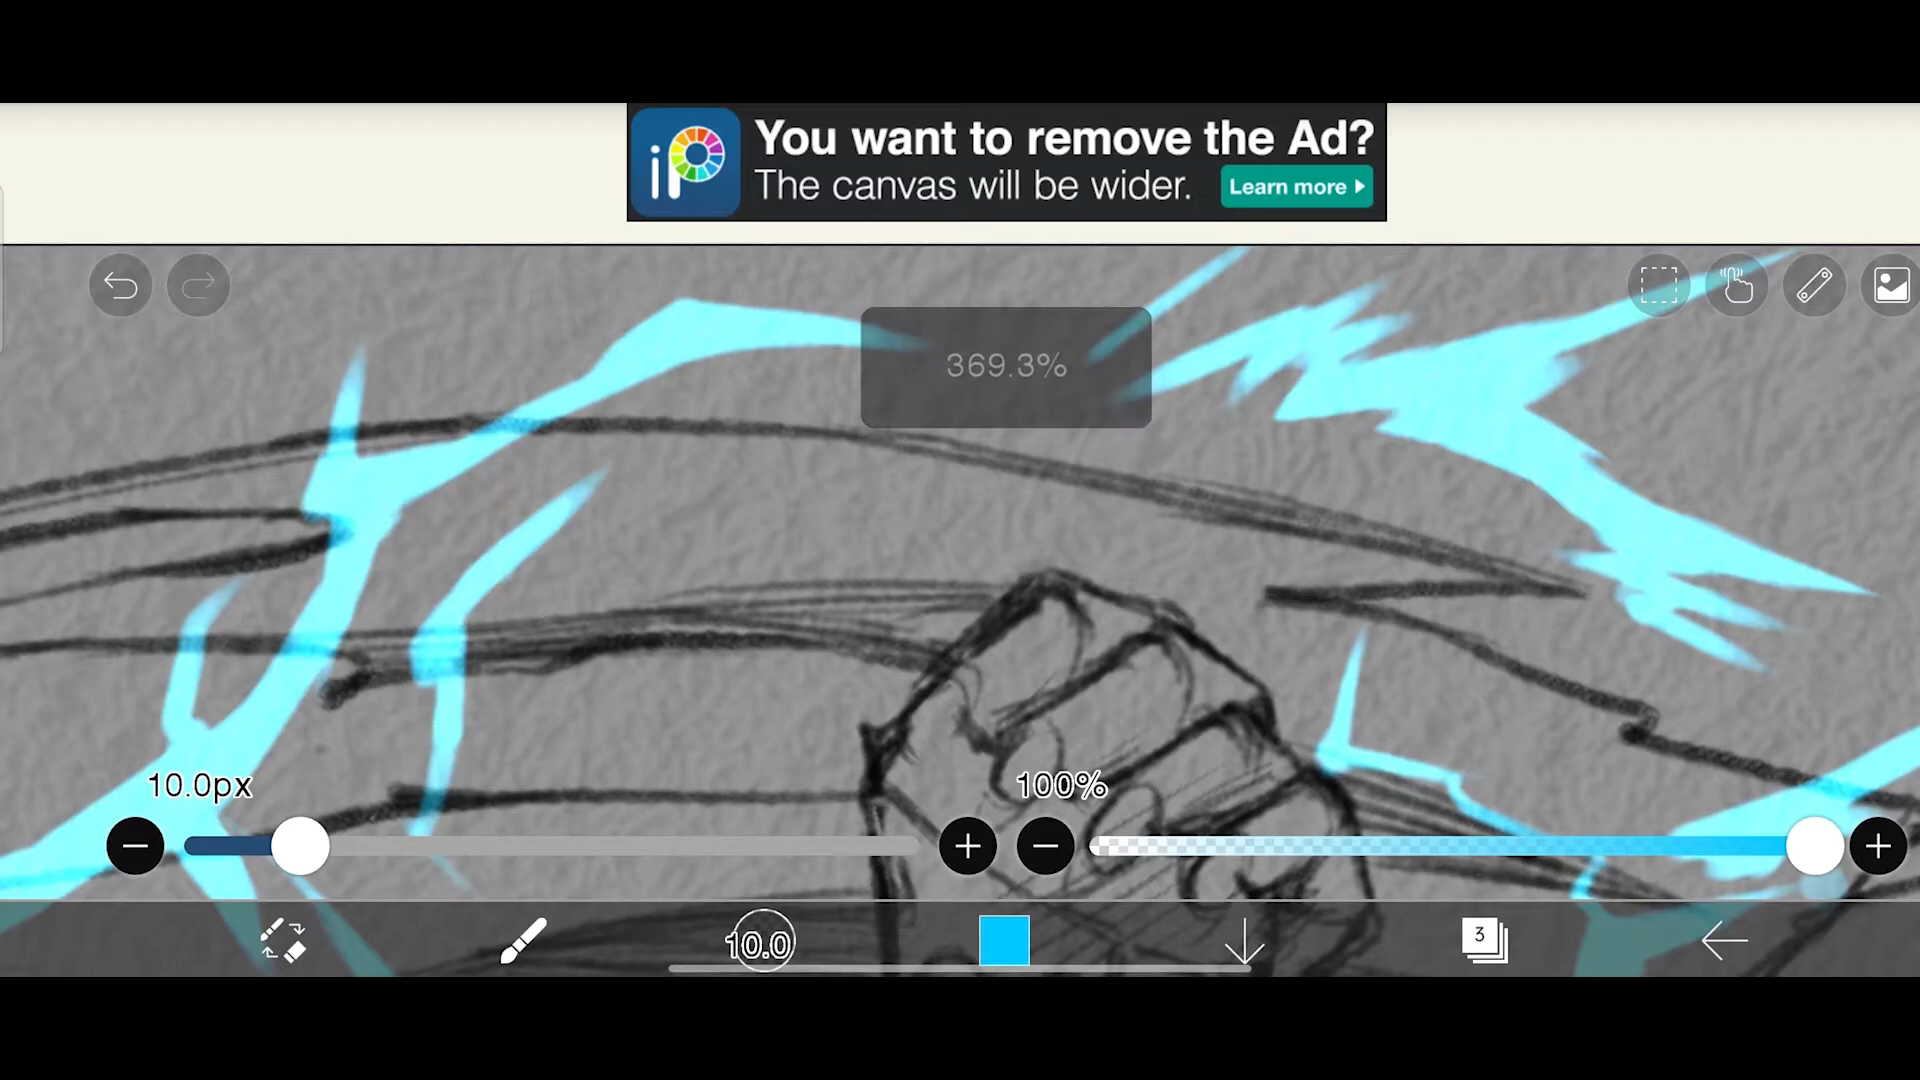 iP
You want to remove the Ad?
The canvas will be wider.
Learn more
369.3%
10.0px
100%
10.0
3